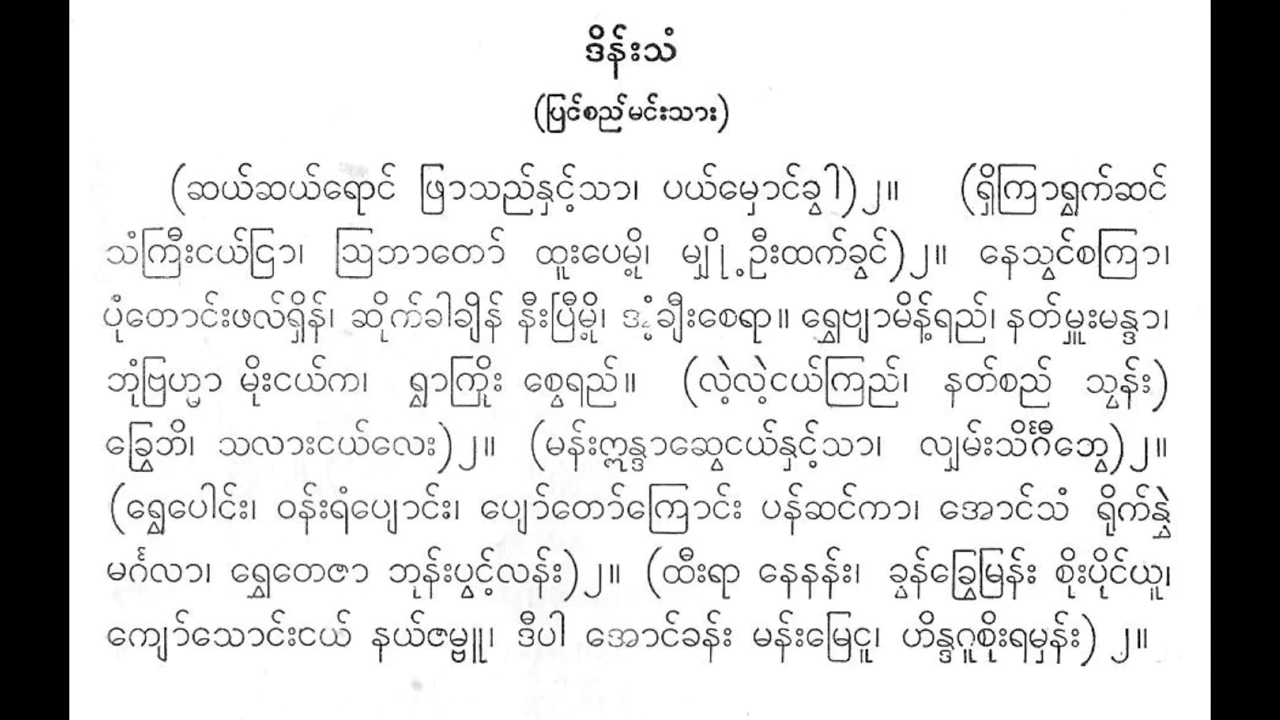 ဒိန်းသံ
(ပြင်စည်မင်းသား)
(ဆယ်ဆယ်ရောင် ဖြာသည်နှင့်သာ၊ ပယ်မှောင်ခွါ)၂။ (ရှိကြာရွှက်ဆင်
သံကြီးငယ်ငြာ၊ ဩဘာတော် ထူးပေမို့၊ မျှို့ဦးထက်ခွင်)၂။ နေသွင်စကြာ၊
ပုံတောင်းဖလ်ရှိန်၊ ဆိုက်ခါချိန် နီးပြီမို့၊ ချီးစေရာ။ ရွှေဗျာမိန့်ရည်၊ နတ်မှူးမန္ဒာ၊
ဘုံဗြဟ္မာ မိုးငယ်က၊ ရွှာကြိုး စွေရည်။ (လဲ့လဲ့ငယ်ကြည်၊ နတ်စည် သွန်း)
ခြွေဘိ၊ သလားငယ်လေး)၂။ (မန်းဣန္ဒာဆွေငယ်နှင့်သာ၊ လျှမ်းသိင်္ဂီဘွေ)၂။
(ရွှေပေါင်း၊ ဝန်းရံပျောင်း၊ ပျော်တော်ကြောင်း ပန်ဆင်ကာ၊ အောင်သံ ရိုက်နွှဲ
မင်္ဂလာ၊ ရွှေတေဇာ ဘုန်းပွင့်လန်း)၂။ (ထီးရာ နေနန်း၊ ခွန်ခြွေမြန်း စိုးပိုင်ယူ၊
ကျော်သောင်းငယ် နယ်ဇမ္ဗူ၊ ဒီပါ အောင်ခန်း မန်းမြေငူ၊ ဟိန္ဒဂူစိုးရမှန်း) ၂။